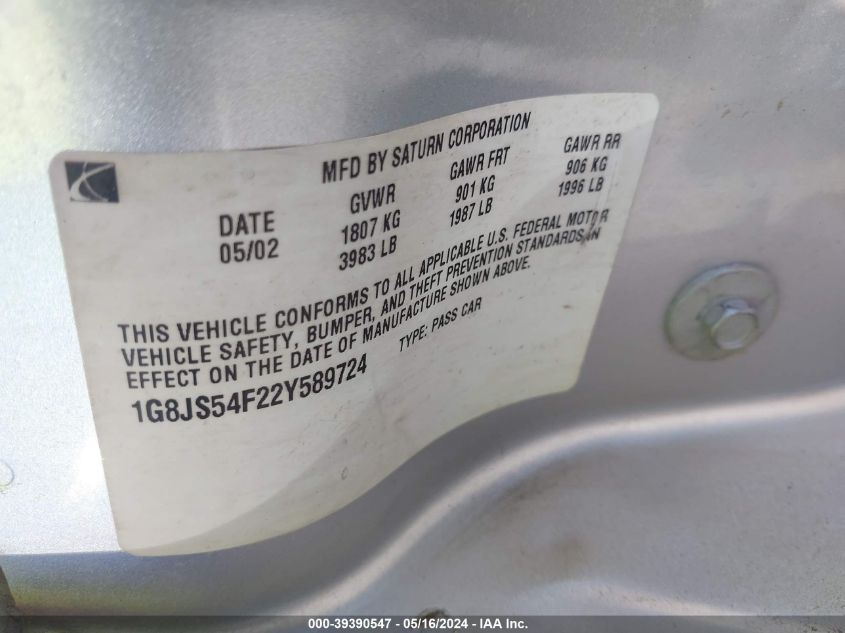 MFD BY SATURN CORPORATION
DATE GVWR GAWR FRT GAWR RR
05/02 1807 KG 901 KG 906 KG
3983 LB 1987 LB 1996 LB
THIS VEHICLE CONFORMS TO ALL APPLICABLE U.S. FEDERAL MOTOR
VEHICLE SAFETY, BUMPER, AND THEFT PREVENTION STANDARDS IN
EFFECT ON THE DATE OF MANUFACTURE SHOWN ABOVE.
1G8JS54F22Y589724 TYPE: PASS CAR
000-39390547 - 05/16/2024 - IAA Inc.